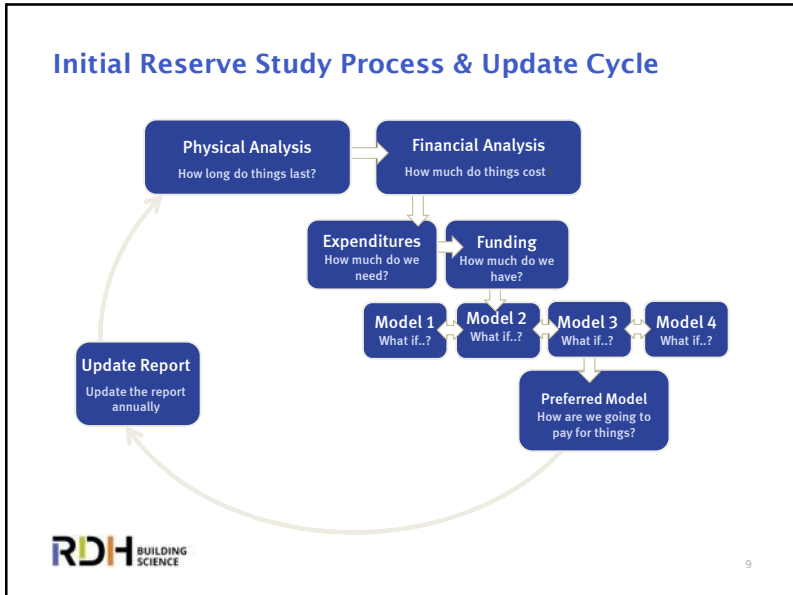 Initial Reserve Study Process & Update Cycle
Physical Analysis
How long do things last?
Financial Analysis
How much do things cost?
Expenditures
How much do we
need?
Funding
How much do we
have?
Model 1
What if..?
Model 2
What if..?
Model 3
What if..?
Model 4
What if..?
Preferred Model
How are we going to
pay for things?
Update Report
Update the report
annually
RDH BUILDING
SCIENCE
9